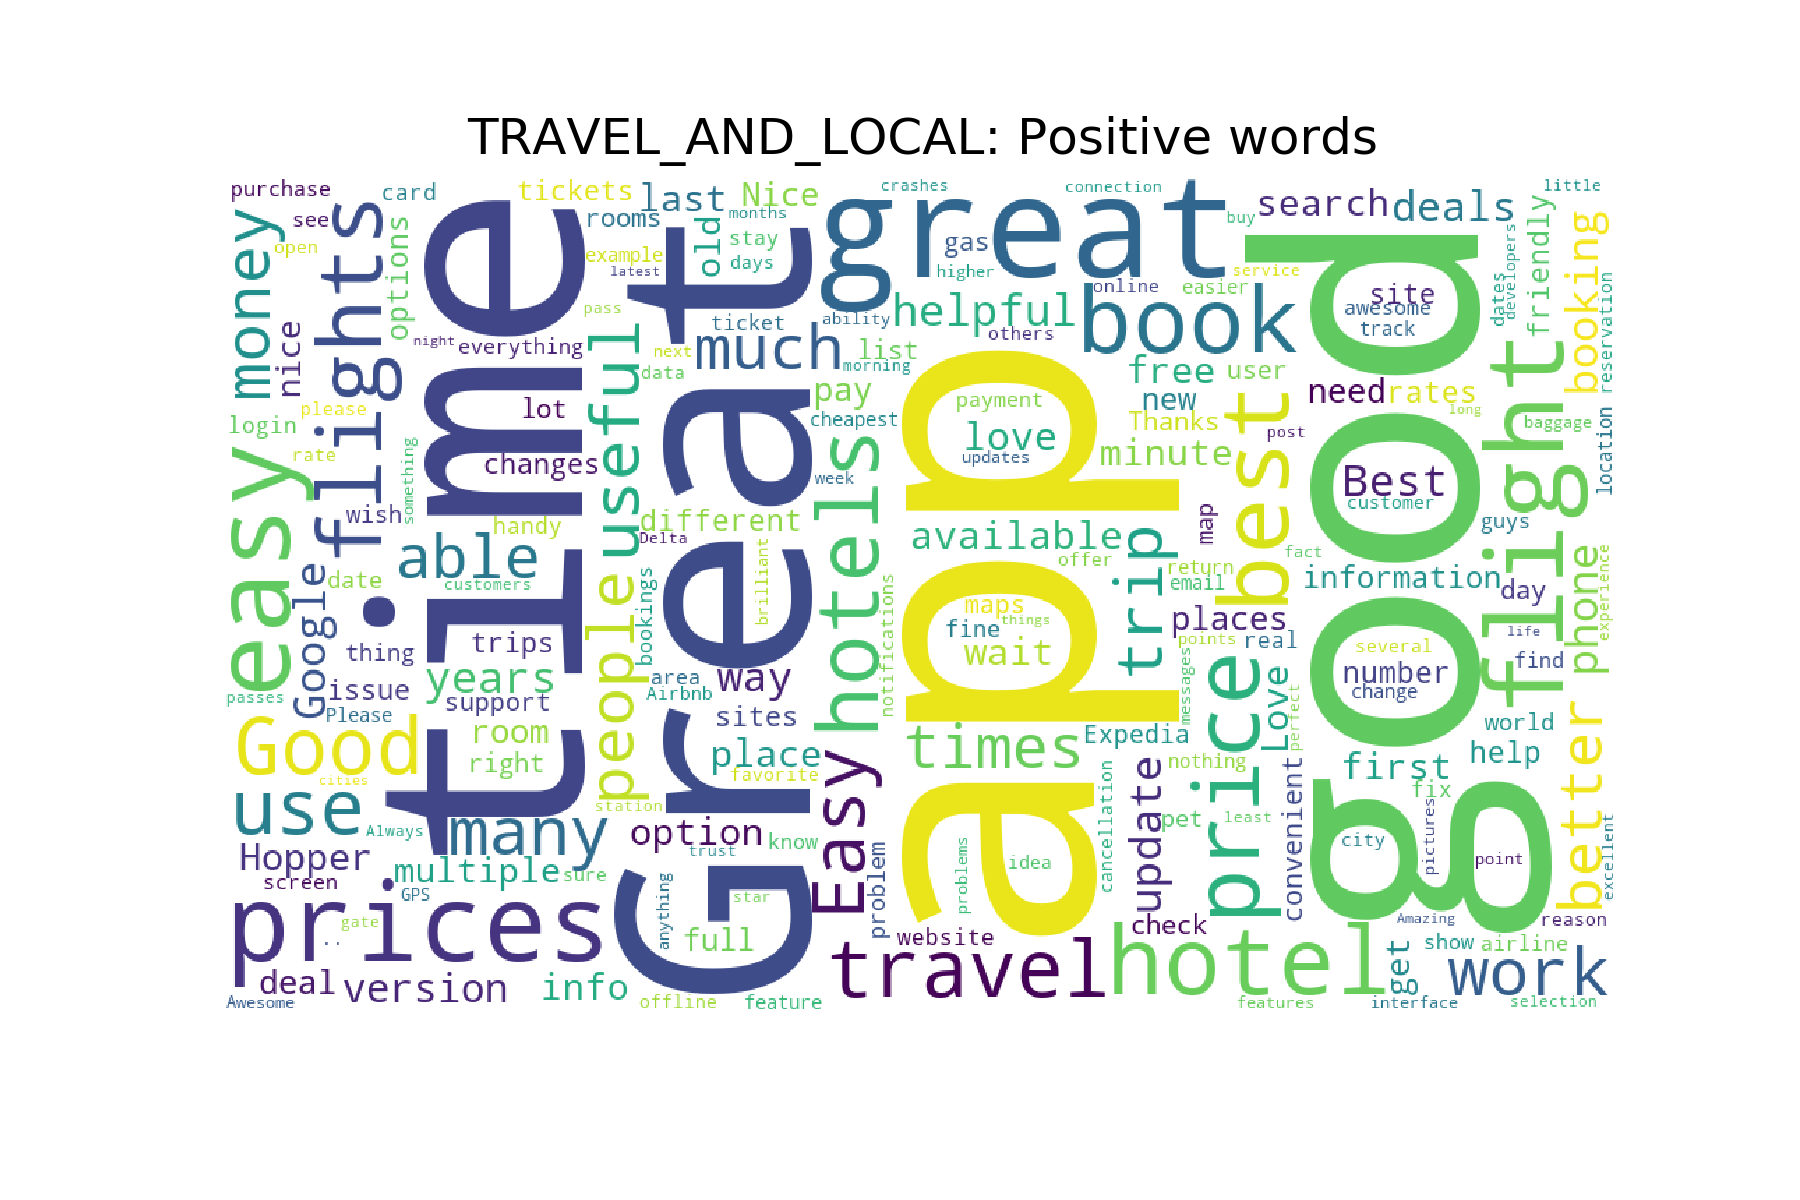 TRAVEL_AND_LOCAL: Positive words
purchase
card
tickets
last
Nice
crashes
connection
search
deals
little
see
open
money
flights
options
time
rooms
example
latest
old
months
stay
days
great
gas
higher
buy
service
friendly
booking
developers
dates
reservation
nice
night
everything
pass
ticket
much
next
data
Great
ability
helpful
online
easier
others
book
site
awesome
track
good
morning
list
pay
cheapest
free
user
new
need
rates
long
flight
please
login
rate
easy
something
lot
changes
useful
app
payment
love
updates
Thanks
minute
best
post
Best
customer
baggage
location
guys
wish
handy
different
Delta
week
hotels
available
offer
trip
map
fact
return
email
information
day
phone
experience
able
Google
date
customers
people
bookings
brilliant
notifications
maps
things
fine
wait
places
points
real
several
number
change
life
find
thing
trips
issue
years
support
area
Airbnb
way
sites
passes
Please
Good
room
right
place
favorite
times
Expedia
messages
price
Love
perfect
world
help
better
cities
station
Easy
nothing
first
fix
use
Always
many
option
trust
know
update
pet
least
convenient
city
pictures
point
excellent
Hopper
screen
multiple
sure
GPS
star
anything
problem
problems
idea
cancellation
prices
gate
..
full
website
check
Amazing
reason
deal
version
info
offline
feature
travel
hotel
get
show
airline
work
Awesome
features
interface
selection